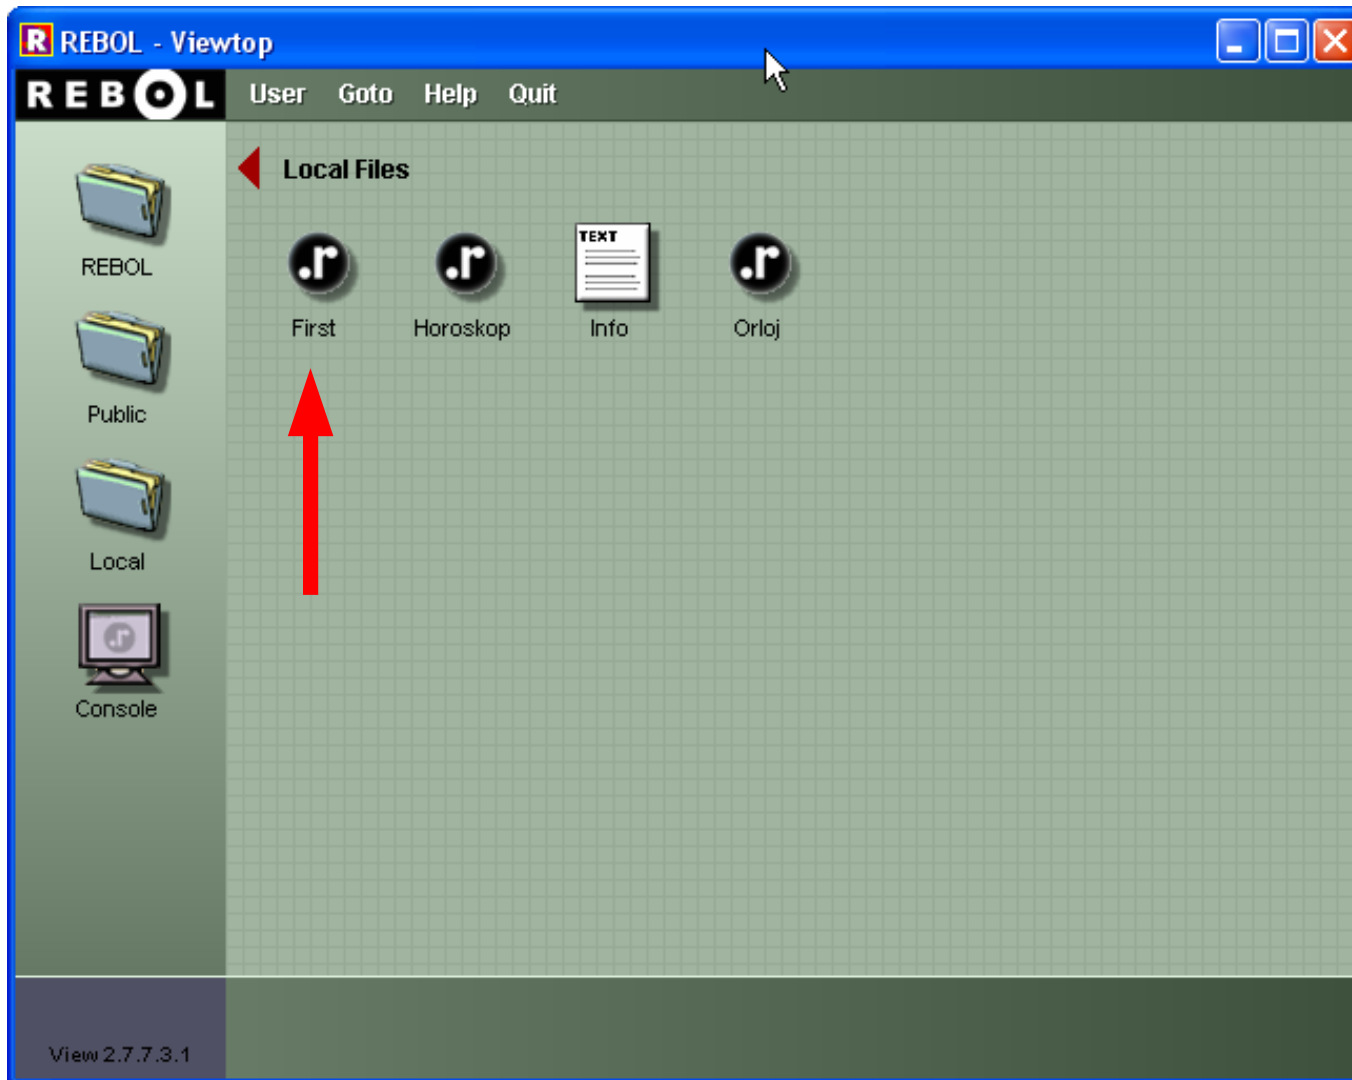 REBOL - Viewtop
REBOL User Goto Help Quit
Local Files
REBOL
Public
Local
Console
TEXT
First Horoskop Info Orloj
View 2.7.7.3.1